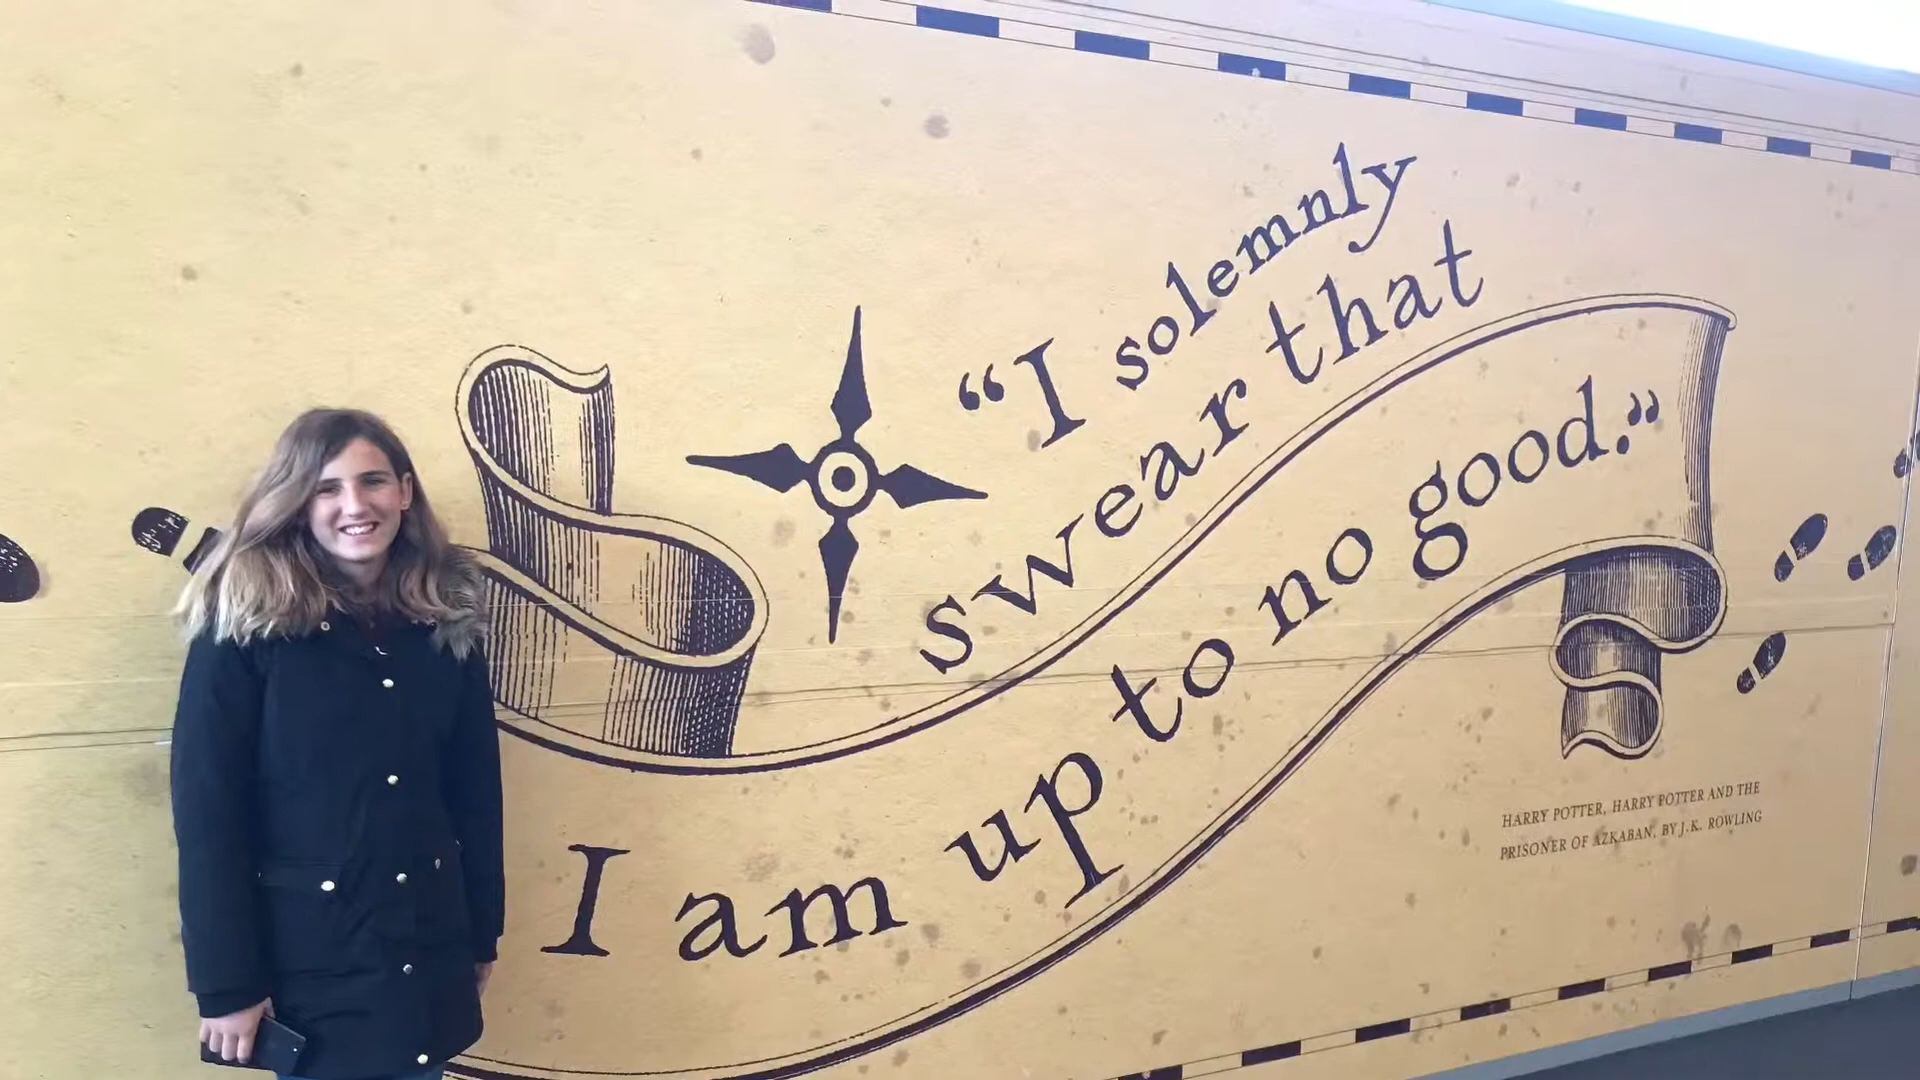 “I solemnly
swear that
I am up to no good.”
HARRY POTTER, HARRY POTTER AND THE
PRISONER OF AZKABAN, BY J.K. ROWLING